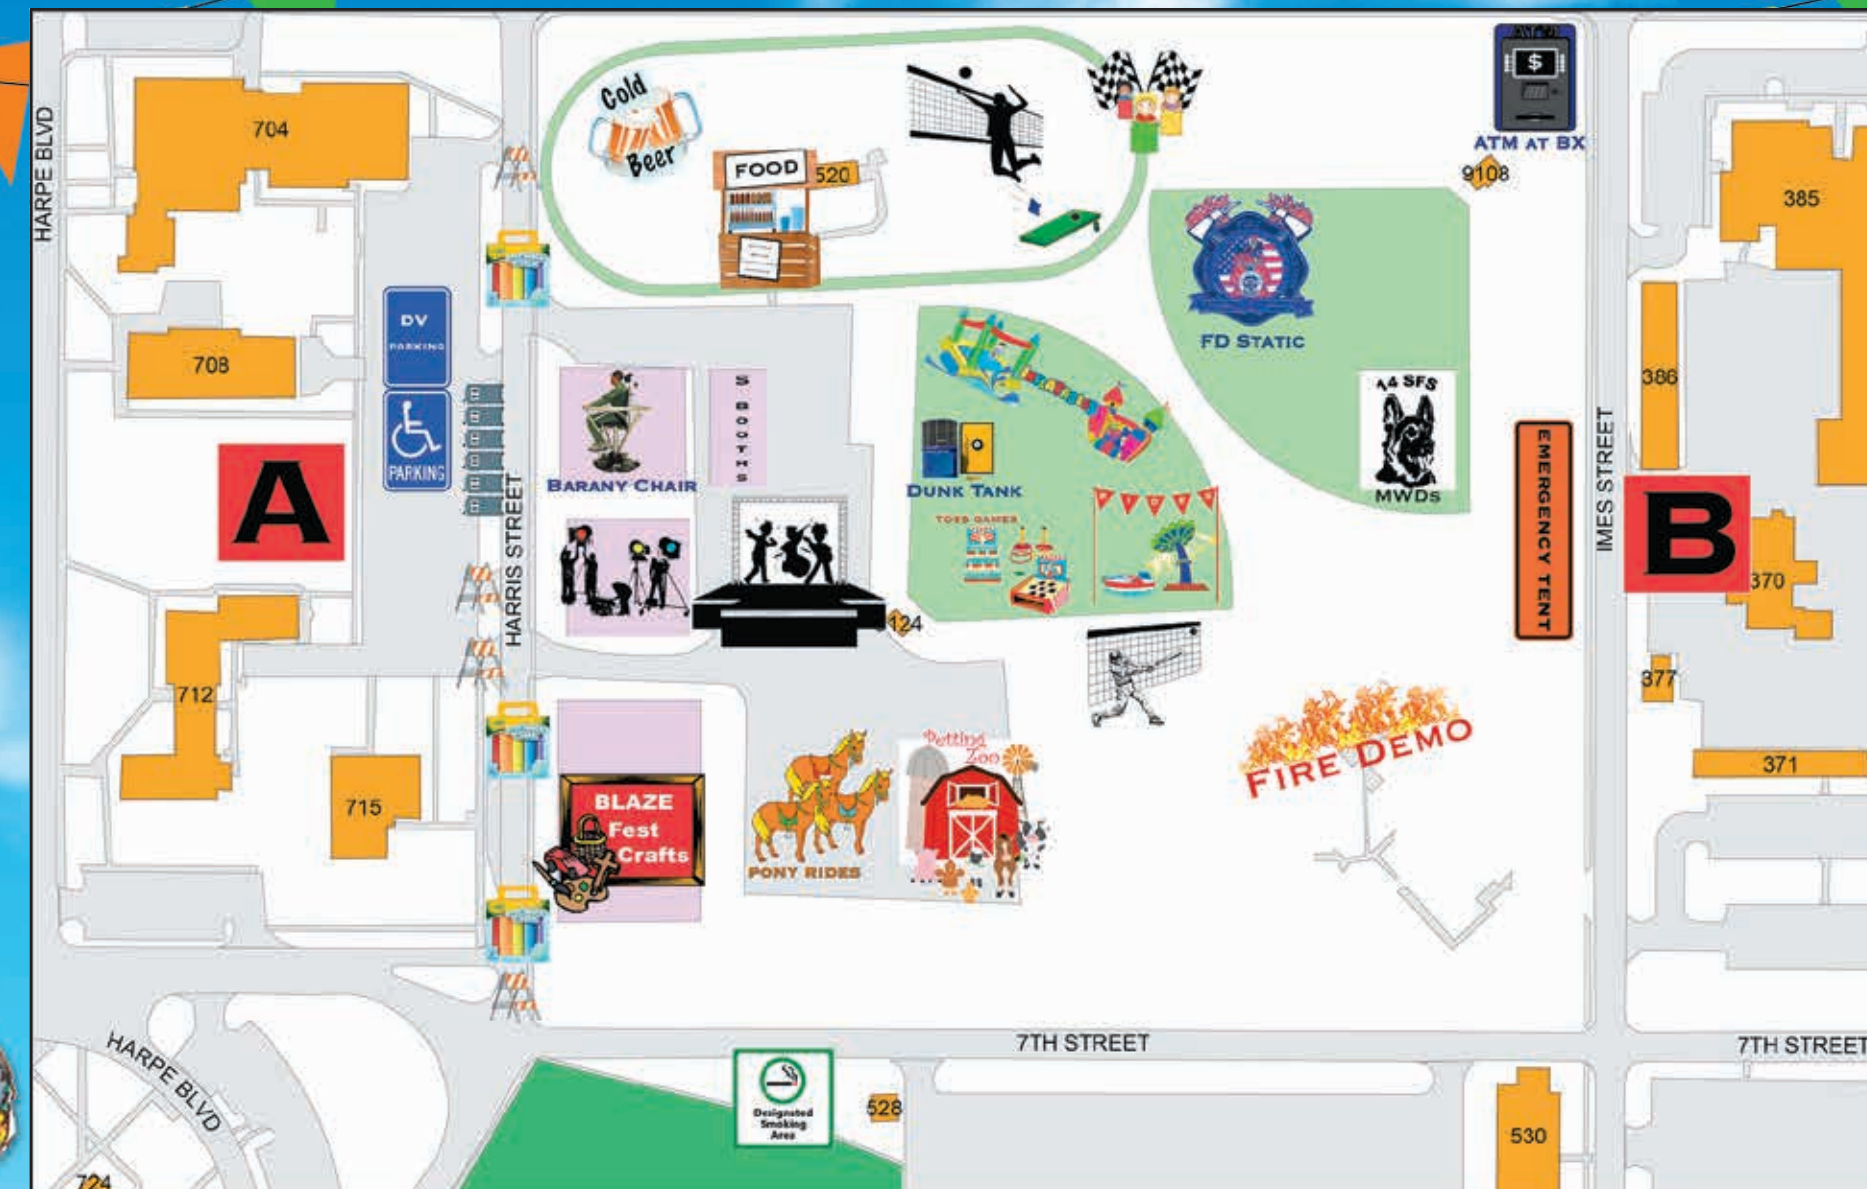 HARPE BLVD
704
Cold
Beer
FOOD
520
$
ATM AT BX
9108
385
DV
PARKING
708
FD STATIC
386
14 SFS
MWDs
A
PARKING
HARRIS STREET
BARANY CHAIR
5 BOOTHS
DUNK TANK
TOSS GAMES
EMERGENCY TENT
IMES STREET
B
370
124
712
377
FIRE DEMO
371
715
BLAZE
Fest
Crafts
PONY RIDES
Petting
Zoo
7TH STREET
7TH STREET
HARPE BLVD
Designated
Smoking
Area
528
530
724